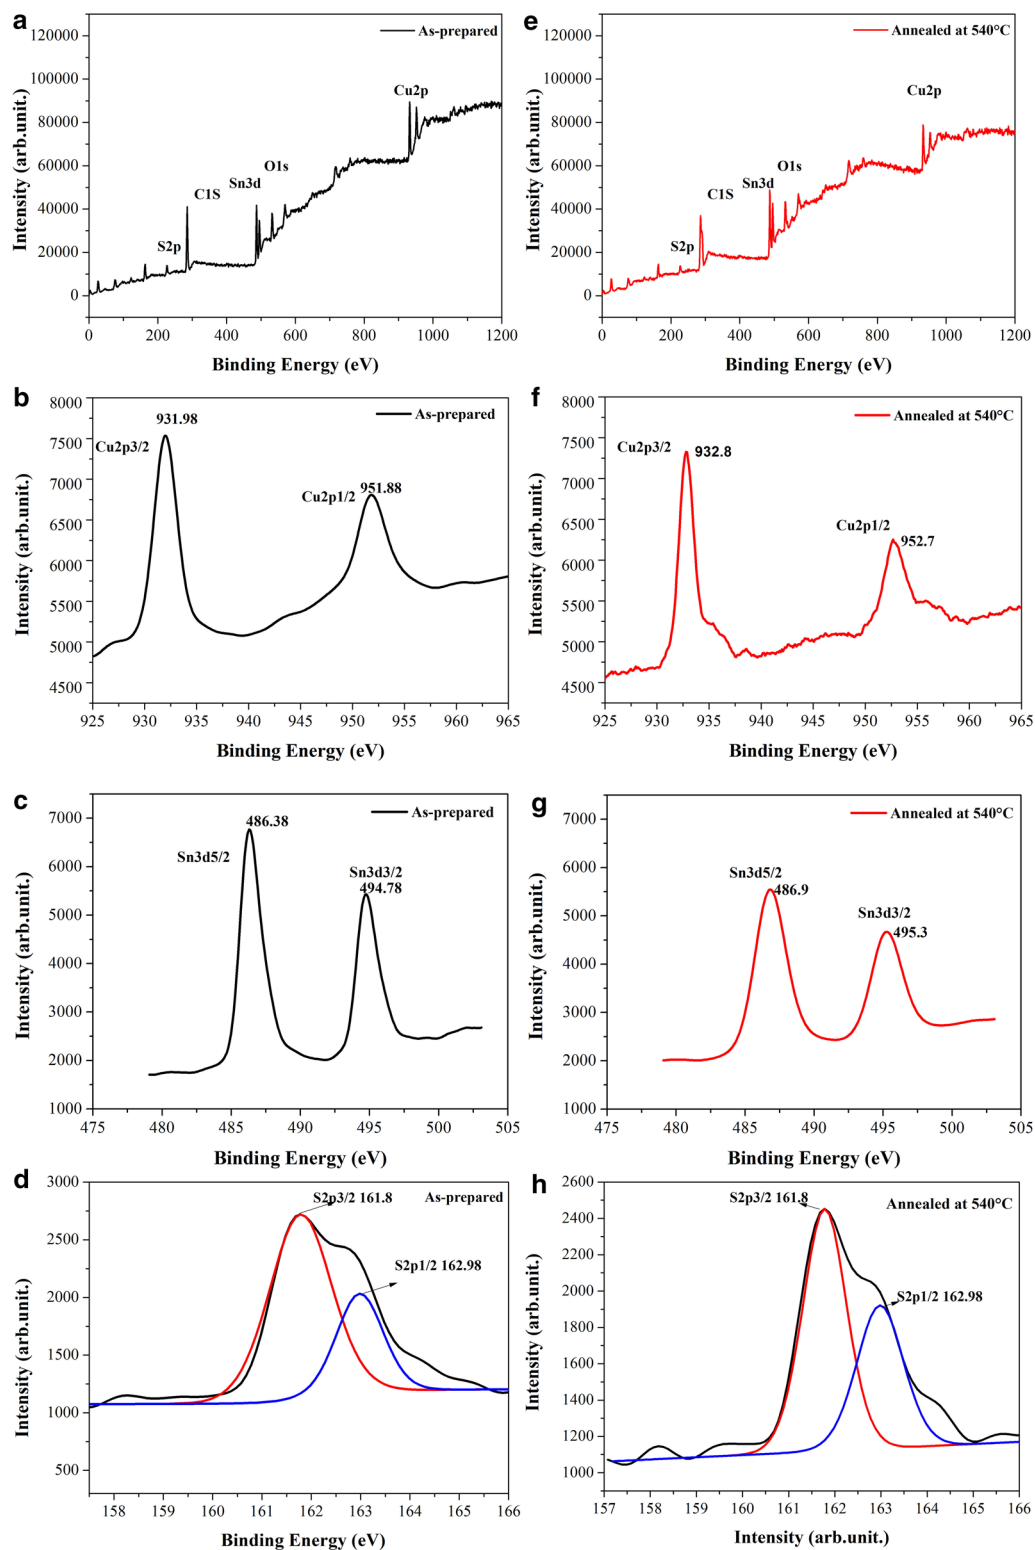 a
As-prepared
120000
100000
80000
60000
40000
20000
0
Cu2p
O1s
Sn3d
C1S
S2p
0 200 400 600 800 1000 1200
Intensity (arb.unit.)
Binding Energy (eV)
e
Annealed at 540°C
120000
100000
80000
60000
40000
20000
0
Cu2p
O1s
Sn3d
C1S
S2p
0 200 400 600 800 1000 1200
Intensity (arb.unit.)
Binding Energy (eV)
b
As-prepared
8000
7500
7000
6500
6000
5500
5000
4500
931.98
Cu2p3/2
951.88
Cu2p1/2
925 930 935 940 945 950 955 960 965
Intensity (arb.unit.)
Binding Energy (eV)
f
Annealed at 540°C
8000
7500
7000
6500
6000
5500
5000
4500
Cu2p3/2
932.8
Cu2p1/2
952.7
925 930 935 940 945 950 955 960 965
Intensity (arb.unit.)
Binding Energy (eV)
c
As-prepared
7000
6000
5000
4000
3000
2000
1000
486.38
Sn3d5/2
Sn3d3/2
494.78
475 480 485 490 495 500 505
Intensity (arb.unit.)
Binding Energy (eV)
g
Annealed at 540°C
7000
6000
5000
4000
3000
2000
1000
Sn3d5/2
486.9
Sn3d3/2
495.3
475 480 485 490 495 500 505
Intensity (arb.unit.)
Binding Energy (eV)
d
As-prepared
3000
2500
2000
1500
1000
500
S2p3/2 161.8
S2p1/2 162.98
158 159 160 161 162 163 164 165 166
Intensity (arb.unit.)
Binding Energy (eV)
h
Annealed at 540°C
2600
2400
2200
2000
1800
1600
1400
1200
1000
S2p3/2 161.8
S2p1/2 162.98
157 158 159 160 161 162 163 164 165 166
Intensity (arb.unit.)
Intensity (arb.unit.)